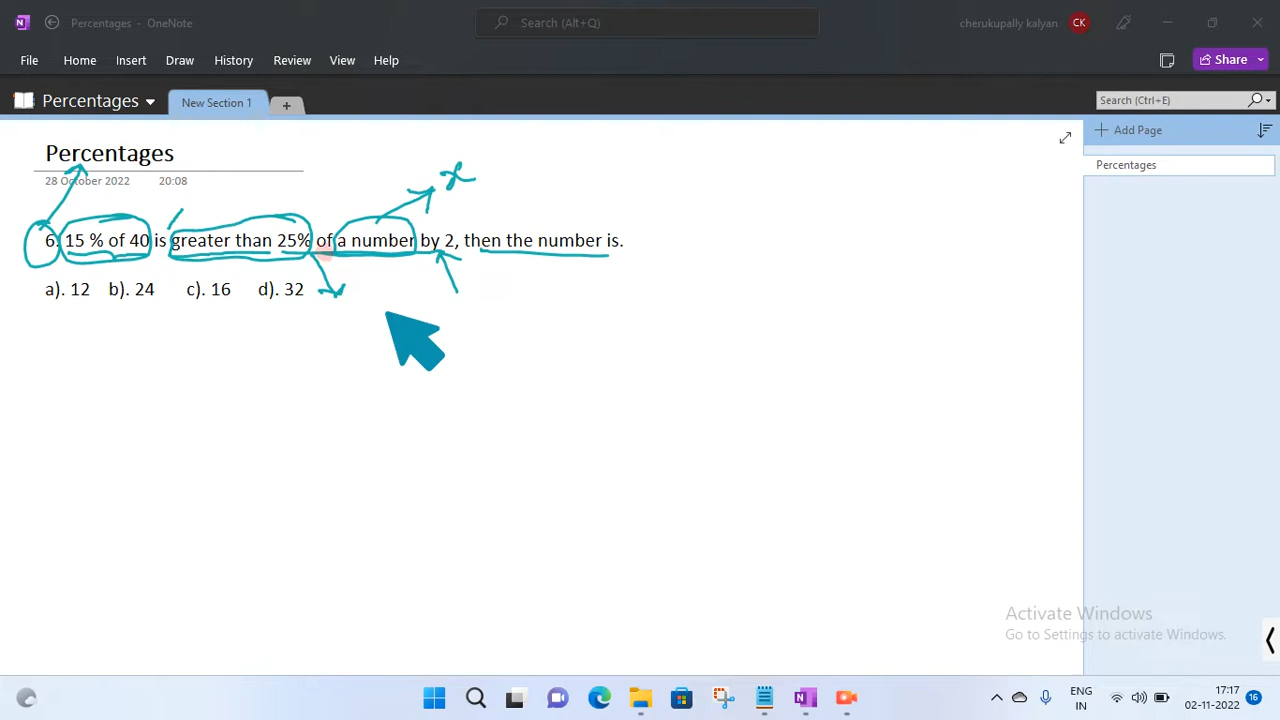 Percentages - OneNote
Search (Alt+Q)
cherukupally kalyan CK
File Home Insert Draw History Review View Help
Share
Percentages New Section 1 +
Search (Ctrl+E)
Add Page
Percentages
Percentages
28 October 2022 20:08
x
6. 15 % of 40 is greater than 25% of a number by 2, then the number is.
a). 12 b). 24 c). 16 d). 32
Activate Windows
Go to Settings to activate Windows.
ENG
IN
17:17
02-11-2022
16